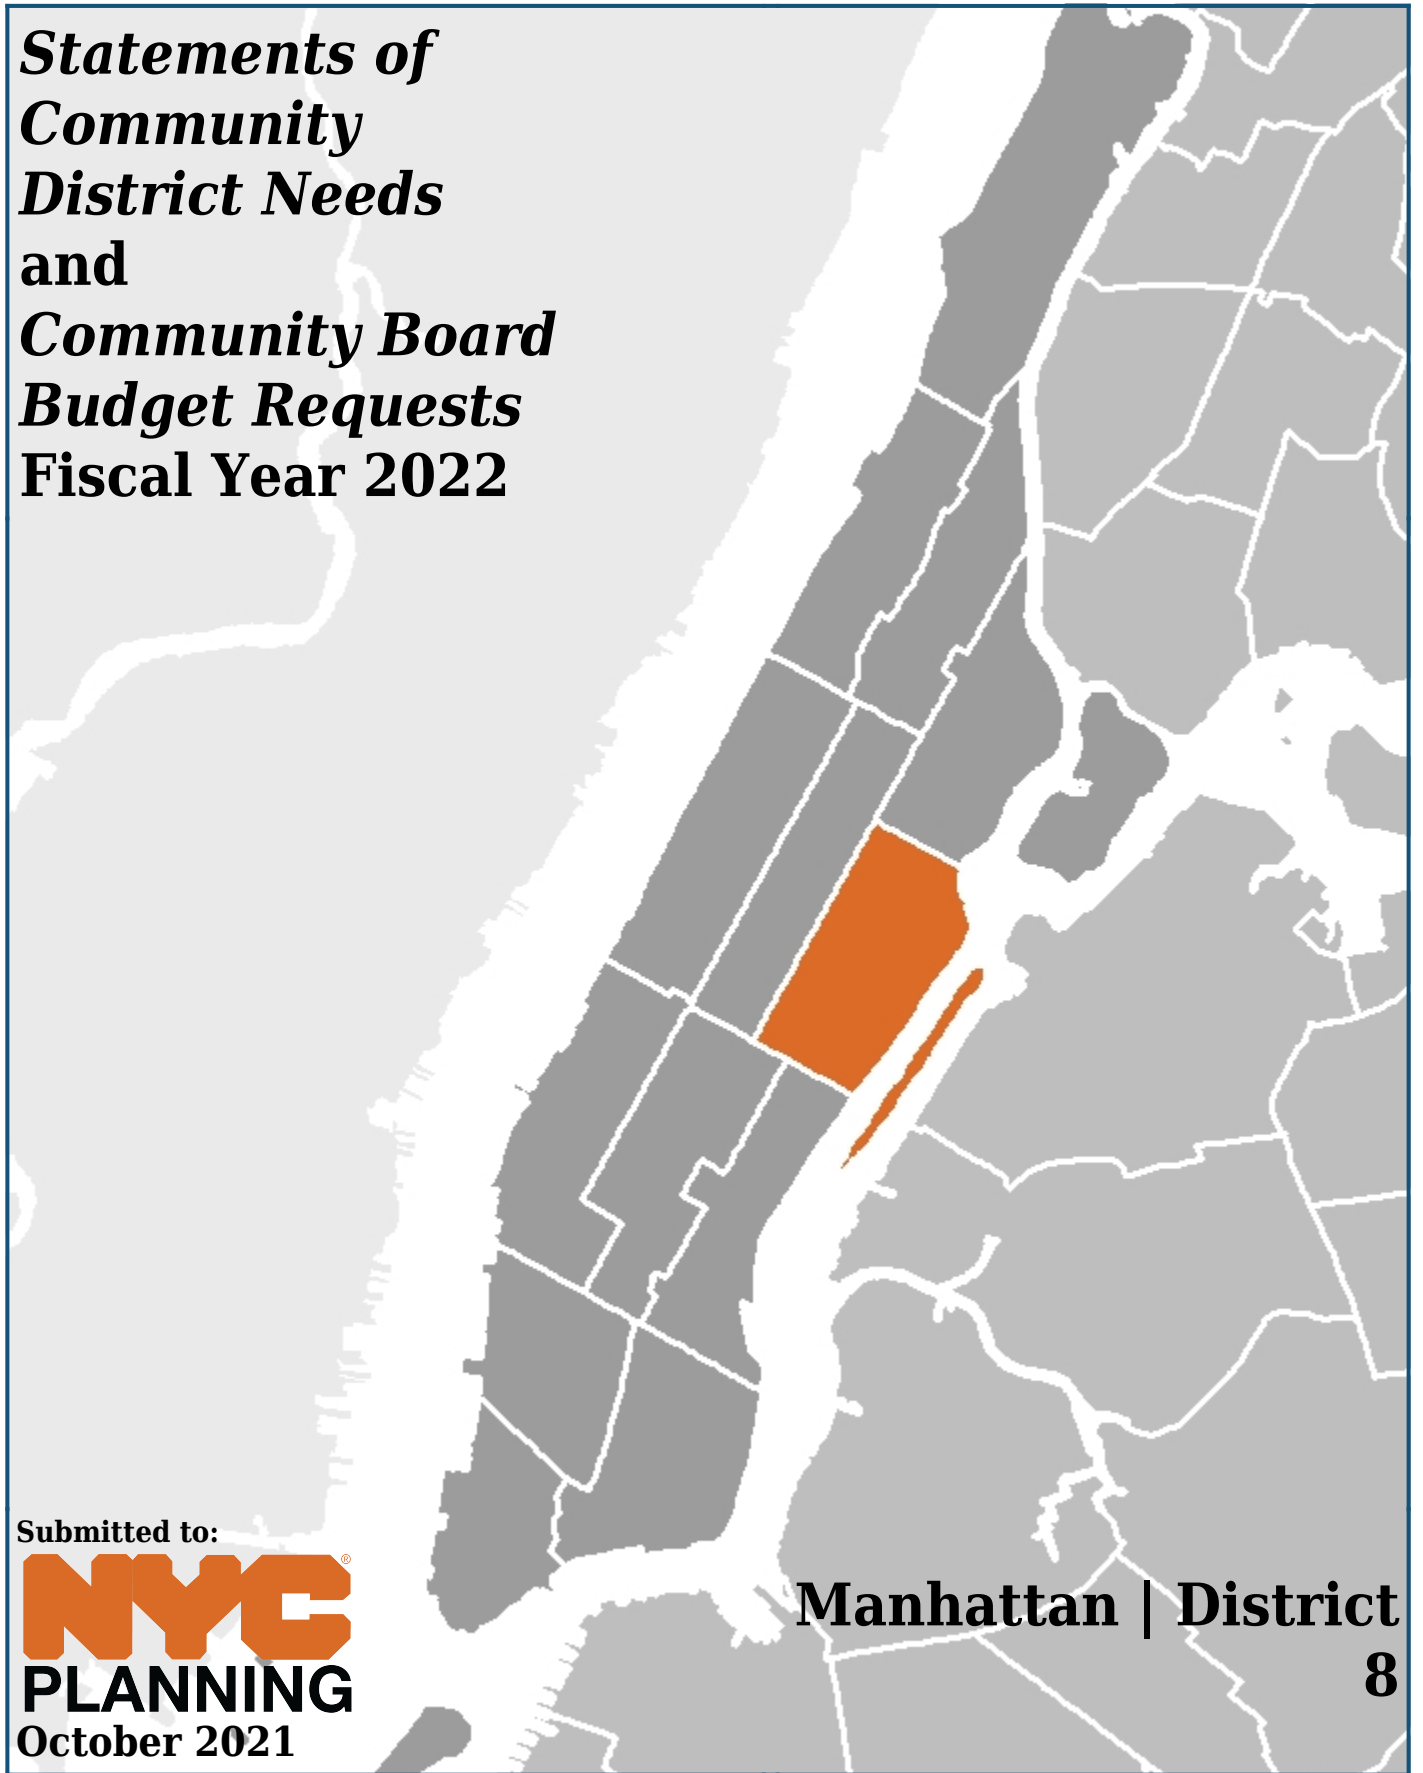 Statements of
Community
District Needs
and
Community Board
Budget Requests
Fiscal Year 2022
Submitted to:
NYC®
PLANNING
October 2021
Manhattan | District
8